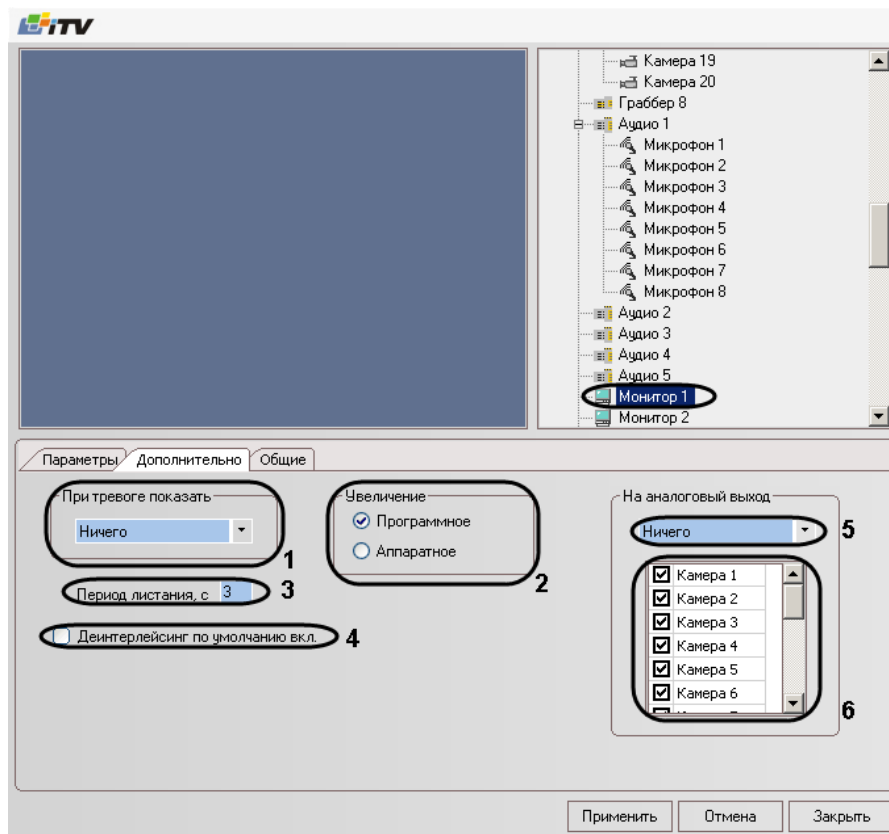 iTV
Камера 19
Камера 20
Граббер 8
Аудио 1
Микрофон 1
Микрофон 2
Микрофон 3
Микрофон 4
Микрофон 5
Микрофон 6
Микрофон 7
Микрофон 8
Аудио 2
Аудио 3
Аудио 4
Аудио 5
Монитор 1
Монитор 2
Параметры Дополнительно Общие
При тревоге показать
Ничего
1
Увеличение
Программное
Аппаратное
2
На аналоговый выход
Ничего
5
Период листания, с 3
3
Деинтерлейсинг по умолчанию вкл.
4
Камера 1
Камера 2
Камера 3
Камера 4
Камера 5
Камера 6
6
Применить Отмена Закрыть